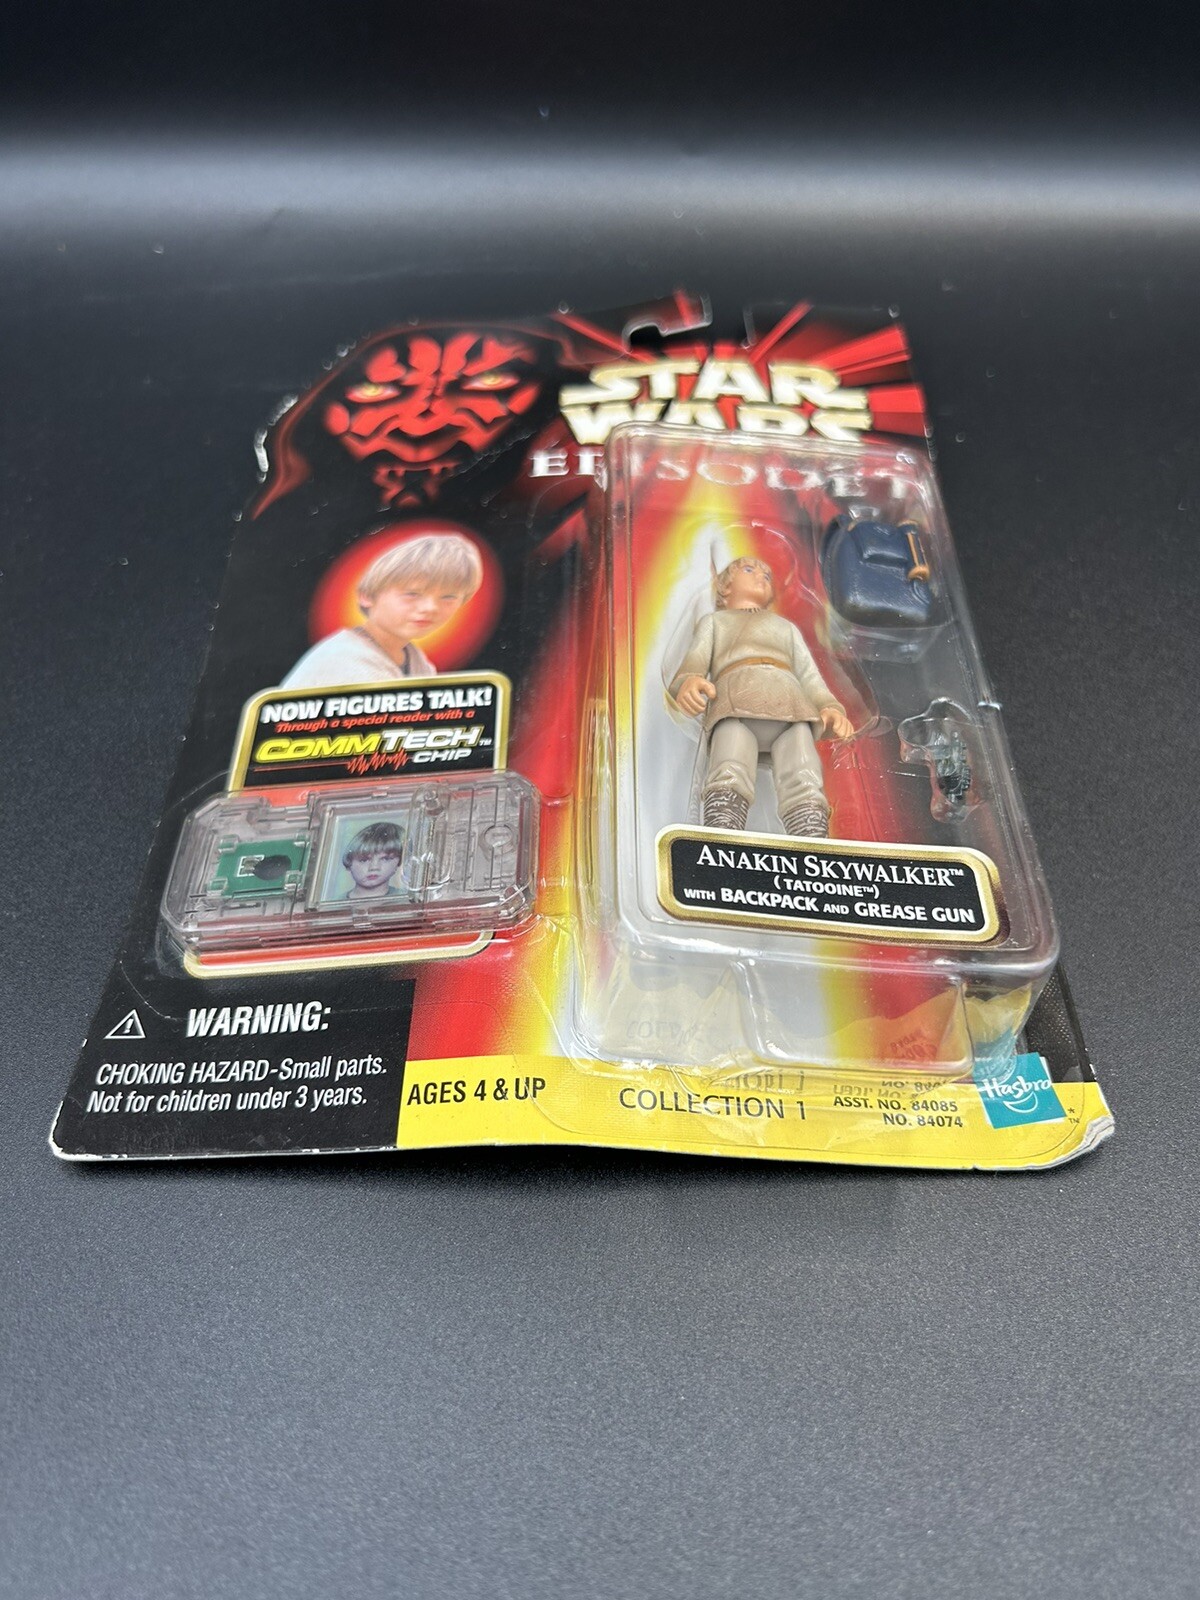 STAR
WARS
EPISODE I
NOW FIGURES TALK!
Through a special reader with a
COMMTECH™
CHIP
ANAKIN SKYWALKER™
(TATOOINE™)
WITH BACKPACK AND GREASE GUN
WARNING:
CHOKING HAZARD-Small parts.
Not for children under 3 years.
AGES 4 & UP
COLLECTION 1
ASST. NO. 84085
NO. 84074
Hasbro
*™